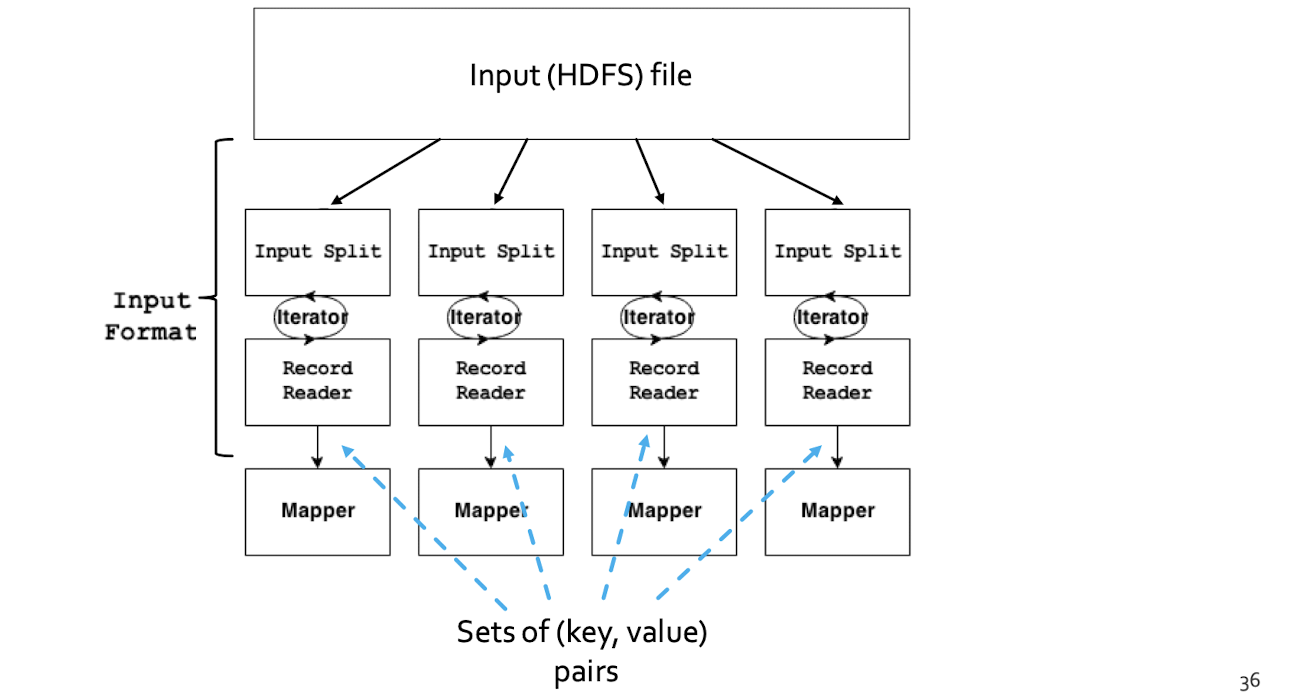 Input (HDFS) file
Input Split Input Split Input Split Input Split
Input
Format
Iterator Iterator Iterator Iterator
Record Record Record Record
Reader Reader Reader Reader
Mapper Mapper Mapper Mapper
Sets of (key, value)
pairs
36